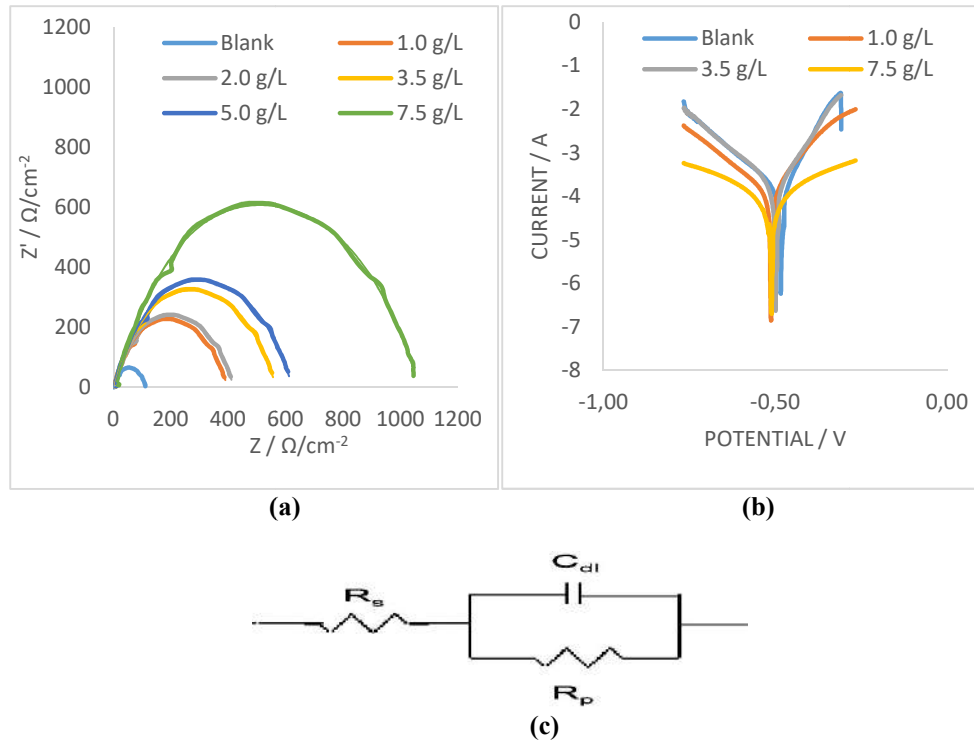 1200
1000
800
600
400
200
0
Z' / Ω/cm-2
Blank 1.0 g/L
2.0 g/L 3.5 g/L
5.0 g/L 7.5 g/L
0 200 400 600 800 1000 1200
Z / Ω/cm-2
(a)
0
-1
-2
-3
-4
-5
-6
-7
-8
CURRENT / A
Blank 1.0 g/L
3.5 g/L 7.5 g/L
-1,00 -0,50 0,00
POTENTIAL / V
(b)
Cdl
Rs
Rp
(c)